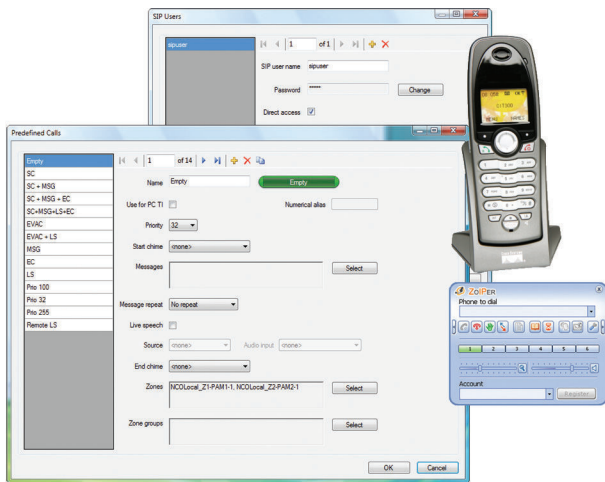 SIP Users
sipuser
1 of 1
SIP user name sipuser
Password *****
Change
Direct access
Predefined Calls
Empty
SC
SC + MSG
SC + MSG + EC
SC+MSG+LS+EC
EVAC
EVAC + LS
MSG
EC
LS
Prio 100
Prio 32
Prio 255
Remote LS
1 of 14
Name Empty Empty
Use for PC TI Numerical alias
Priority 32
Start chime <none>
Messages Select
Message repeat No repeat
Live speech
Source <none> Audio input <none>
End chime <none>
Zones NCOLocal_Z1-PAM1-1, NCOLocal_Z2-PAM2-1 Select
Zone groups Select
OK Cancel
MENU NAMES
ZOIPER
Phone to dial
1 2 3 4 5 6
Account
Register